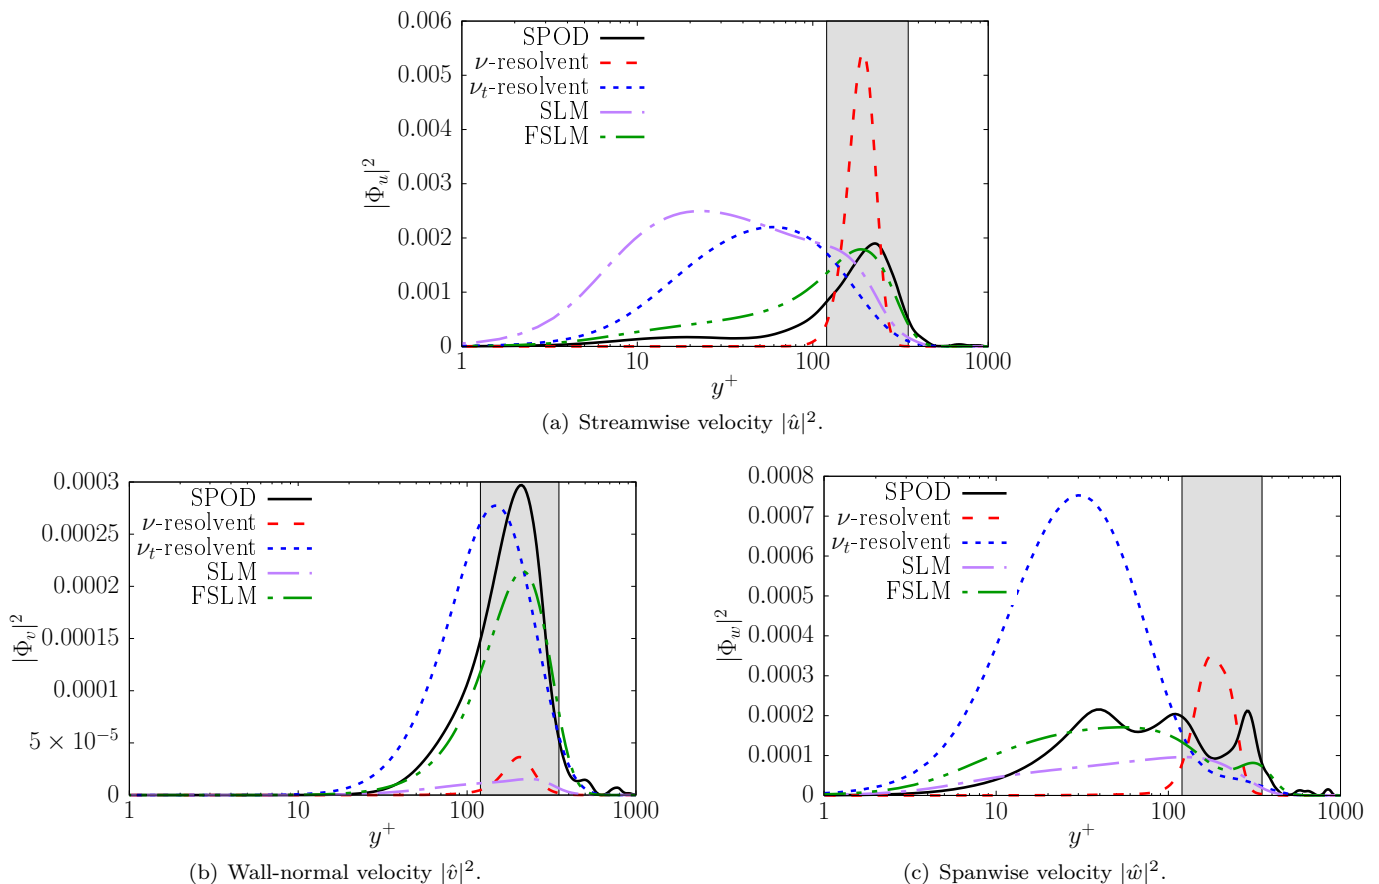 0.006
0.005
0.004
0.003
0.002
0.001
0
|Φ_u|^2
SPOD
ν-resolvent
ν_t-resolvent
SLM
FSLM
1 10 100 1000
y^+
(a) Streamwise velocity |û|^2.
0.0003
0.00025
0.0002
0.00015
0.0001
5 × 10^{-5}
0
|Φ_v|^2
SPOD
ν-resolvent
ν_t-resolvent
SLM
FSLM
1 10 100 1000
y^+
(b) Wall-normal velocity |v̂|^2.
0.0008
0.0007
0.0006
0.0005
0.0004
0.0003
0.0002
0.0001
0
|Φ_w|^2
SPOD
ν-resolvent
ν_t-resolvent
SLM
FSLM
1 10 100 1000
y^+
(c) Spanwise velocity |ŵ|^2.